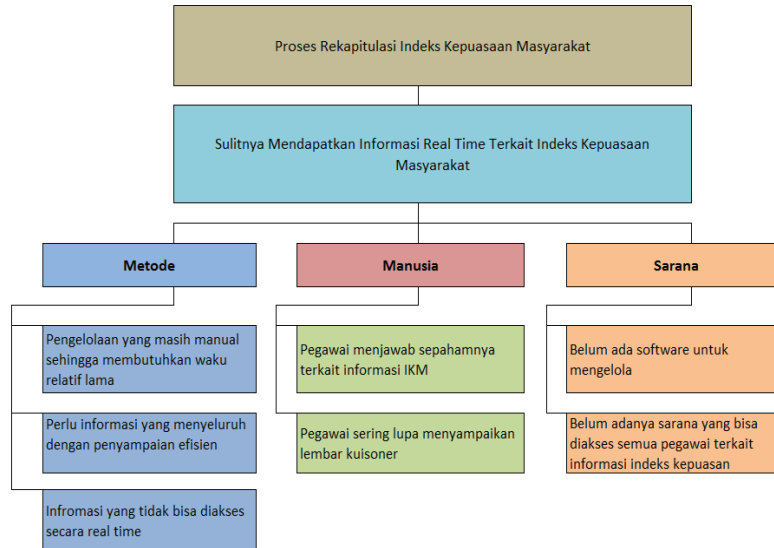 Proses Rekapitulasi Indeks Kepuasaan Masyarakat
Sulitnya Mendapatkan Informasi Real Time Terkait Indeks Kepuasaan
Masyarakat
Metode
Pengelolaan yang masih manual
sehingga membutuhkan waku
relatif lama
Perlu informasi yang menyeluruh
dengan penyampaian efisien
Infromasi yang tidak bisa diakses
secara real time
Manusia
Pegawai menjawab sepahamnya
terkait informasi IKM
Pegawai sering lupa menyampaikan
lembar kuisoner
Sarana
Belum ada software untuk
mengelola
Belum adanya sarana yang bisa
diakses semua pegawai terkait
informasi indeks kepuasan